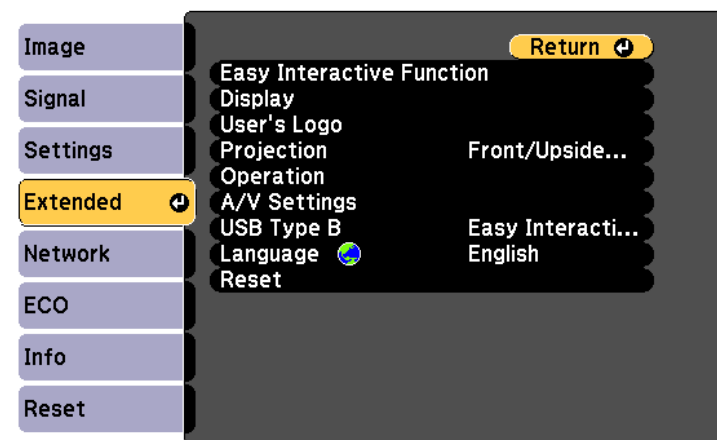 Image
Signal
Settings
Extended
Network
ECO
Info
Reset
Return
Easy Interactive Function
Display
User's Logo
Projection Front/Upside...
Operation
A/V Settings
USB Type B Easy Interacti...
Language English
Reset